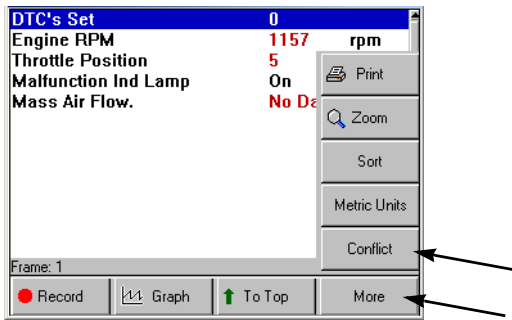 DTC's Set 0
Engine RPM 1157 rpm
Throttle Position 5
Malfunction Ind Lamp On
Mass Air Flow. No Da
Print
Zoom
Sort
Metric Units
Conflict
Frame: 1
Record Graph To Top More